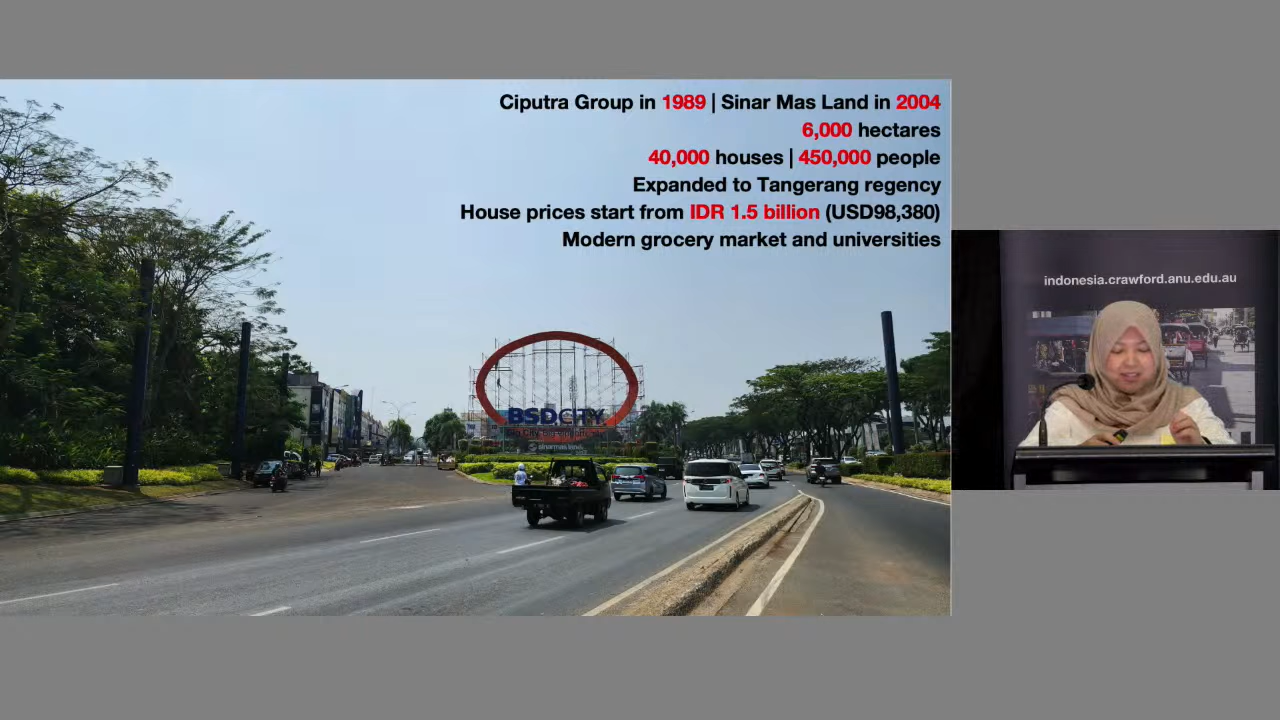 Ciputra Group in 1989 | Sinar Mas Land in 2004
6,000 hectares
40,000 houses | 450,000 people
Expanded to Tangerang regency
House prices start from IDR 1.5 billion (USD98,380)
Modern grocery market and universities
BSD CITY
sinarmas land
indonesia.crawford.anu.edu.au